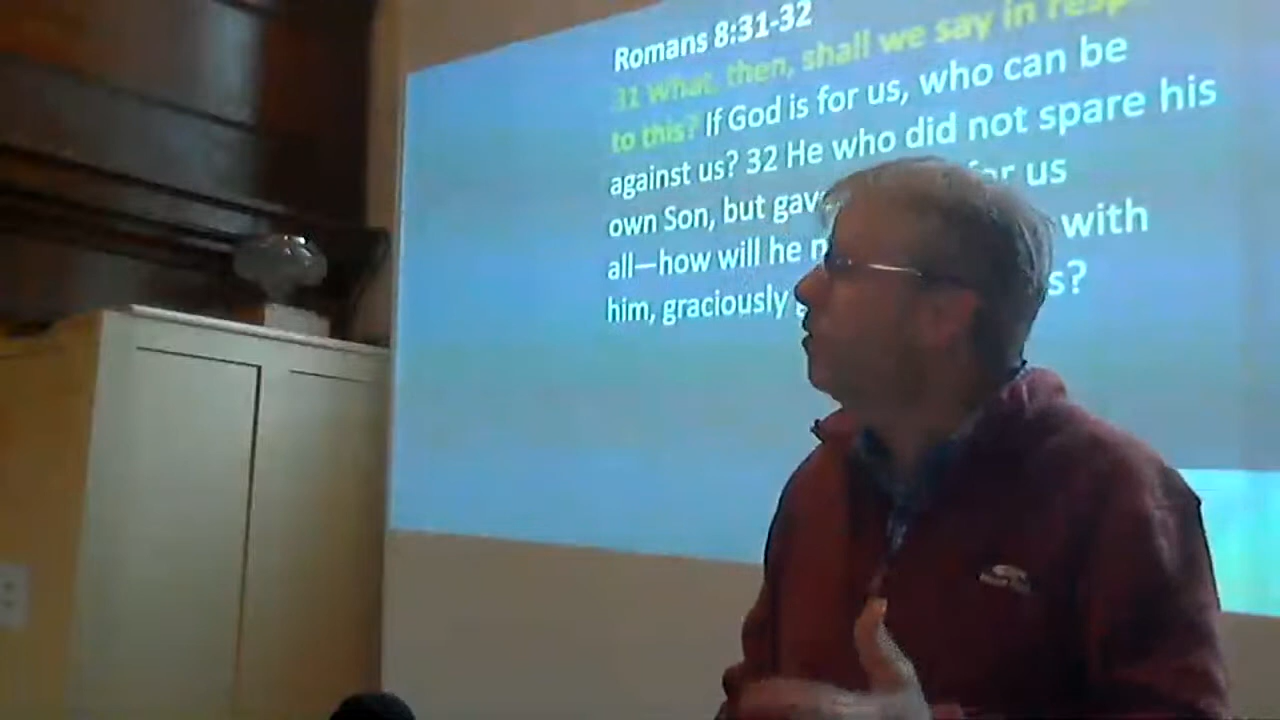 Romans 8:31-32
31 What, then, shall we say in
to this? If God is for us, who can be
against us? 32 He who did not spare his
own Son, but for us
all—how will he with
him, graciously